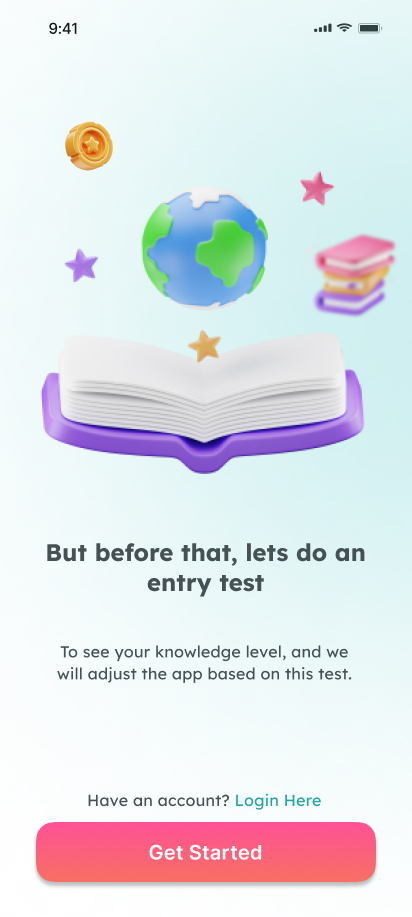 9:41
But before that, lets do an
entry test
To see your knowledge level, and we
will adjust the app based on this test.
Have an account? Login Here
Get Started